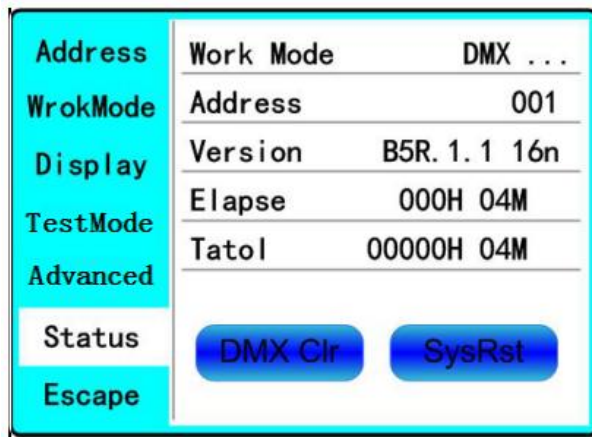 Address
WrokMode
Display
TestMode
Advanced
Status
Escape
Work Mode DMX ...
Address 001
Version B5R.1.1 16n
Elapse 000H 04M
Tatol 00000H 04M
DMX Clr SysRst